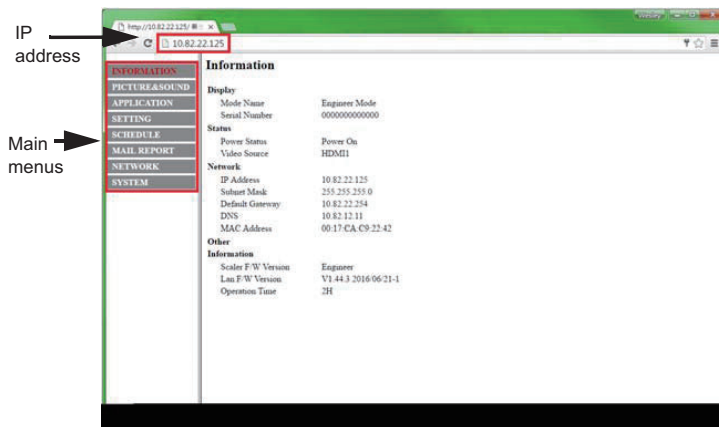 IP
address
Main
menus
http://10.82.22.125/
Wesley
10.82.22.125
INFORMATION
PICTURE&SOUND
APPLICATION
SETTING
SCHEDULE
MAIL REPORT
NETWORK
SYSTEM
Information
Display
Mode Name Engineer Mode
Serial Number 0000000000000
Status
Power Status Power On
Video Source HDMI1
Network
IP Address 10.82.22.125
Subnet Mask 255.255.255.0
Default Gateway 10.82.22.254
DNS 10.82.12.11
MAC Address 00:17:CA:C9:22:42
Other
Information
Scaler F/W Version Engineer
Lan F/W Version V1.44.3 2016/06/21-1
Operation Time 2H